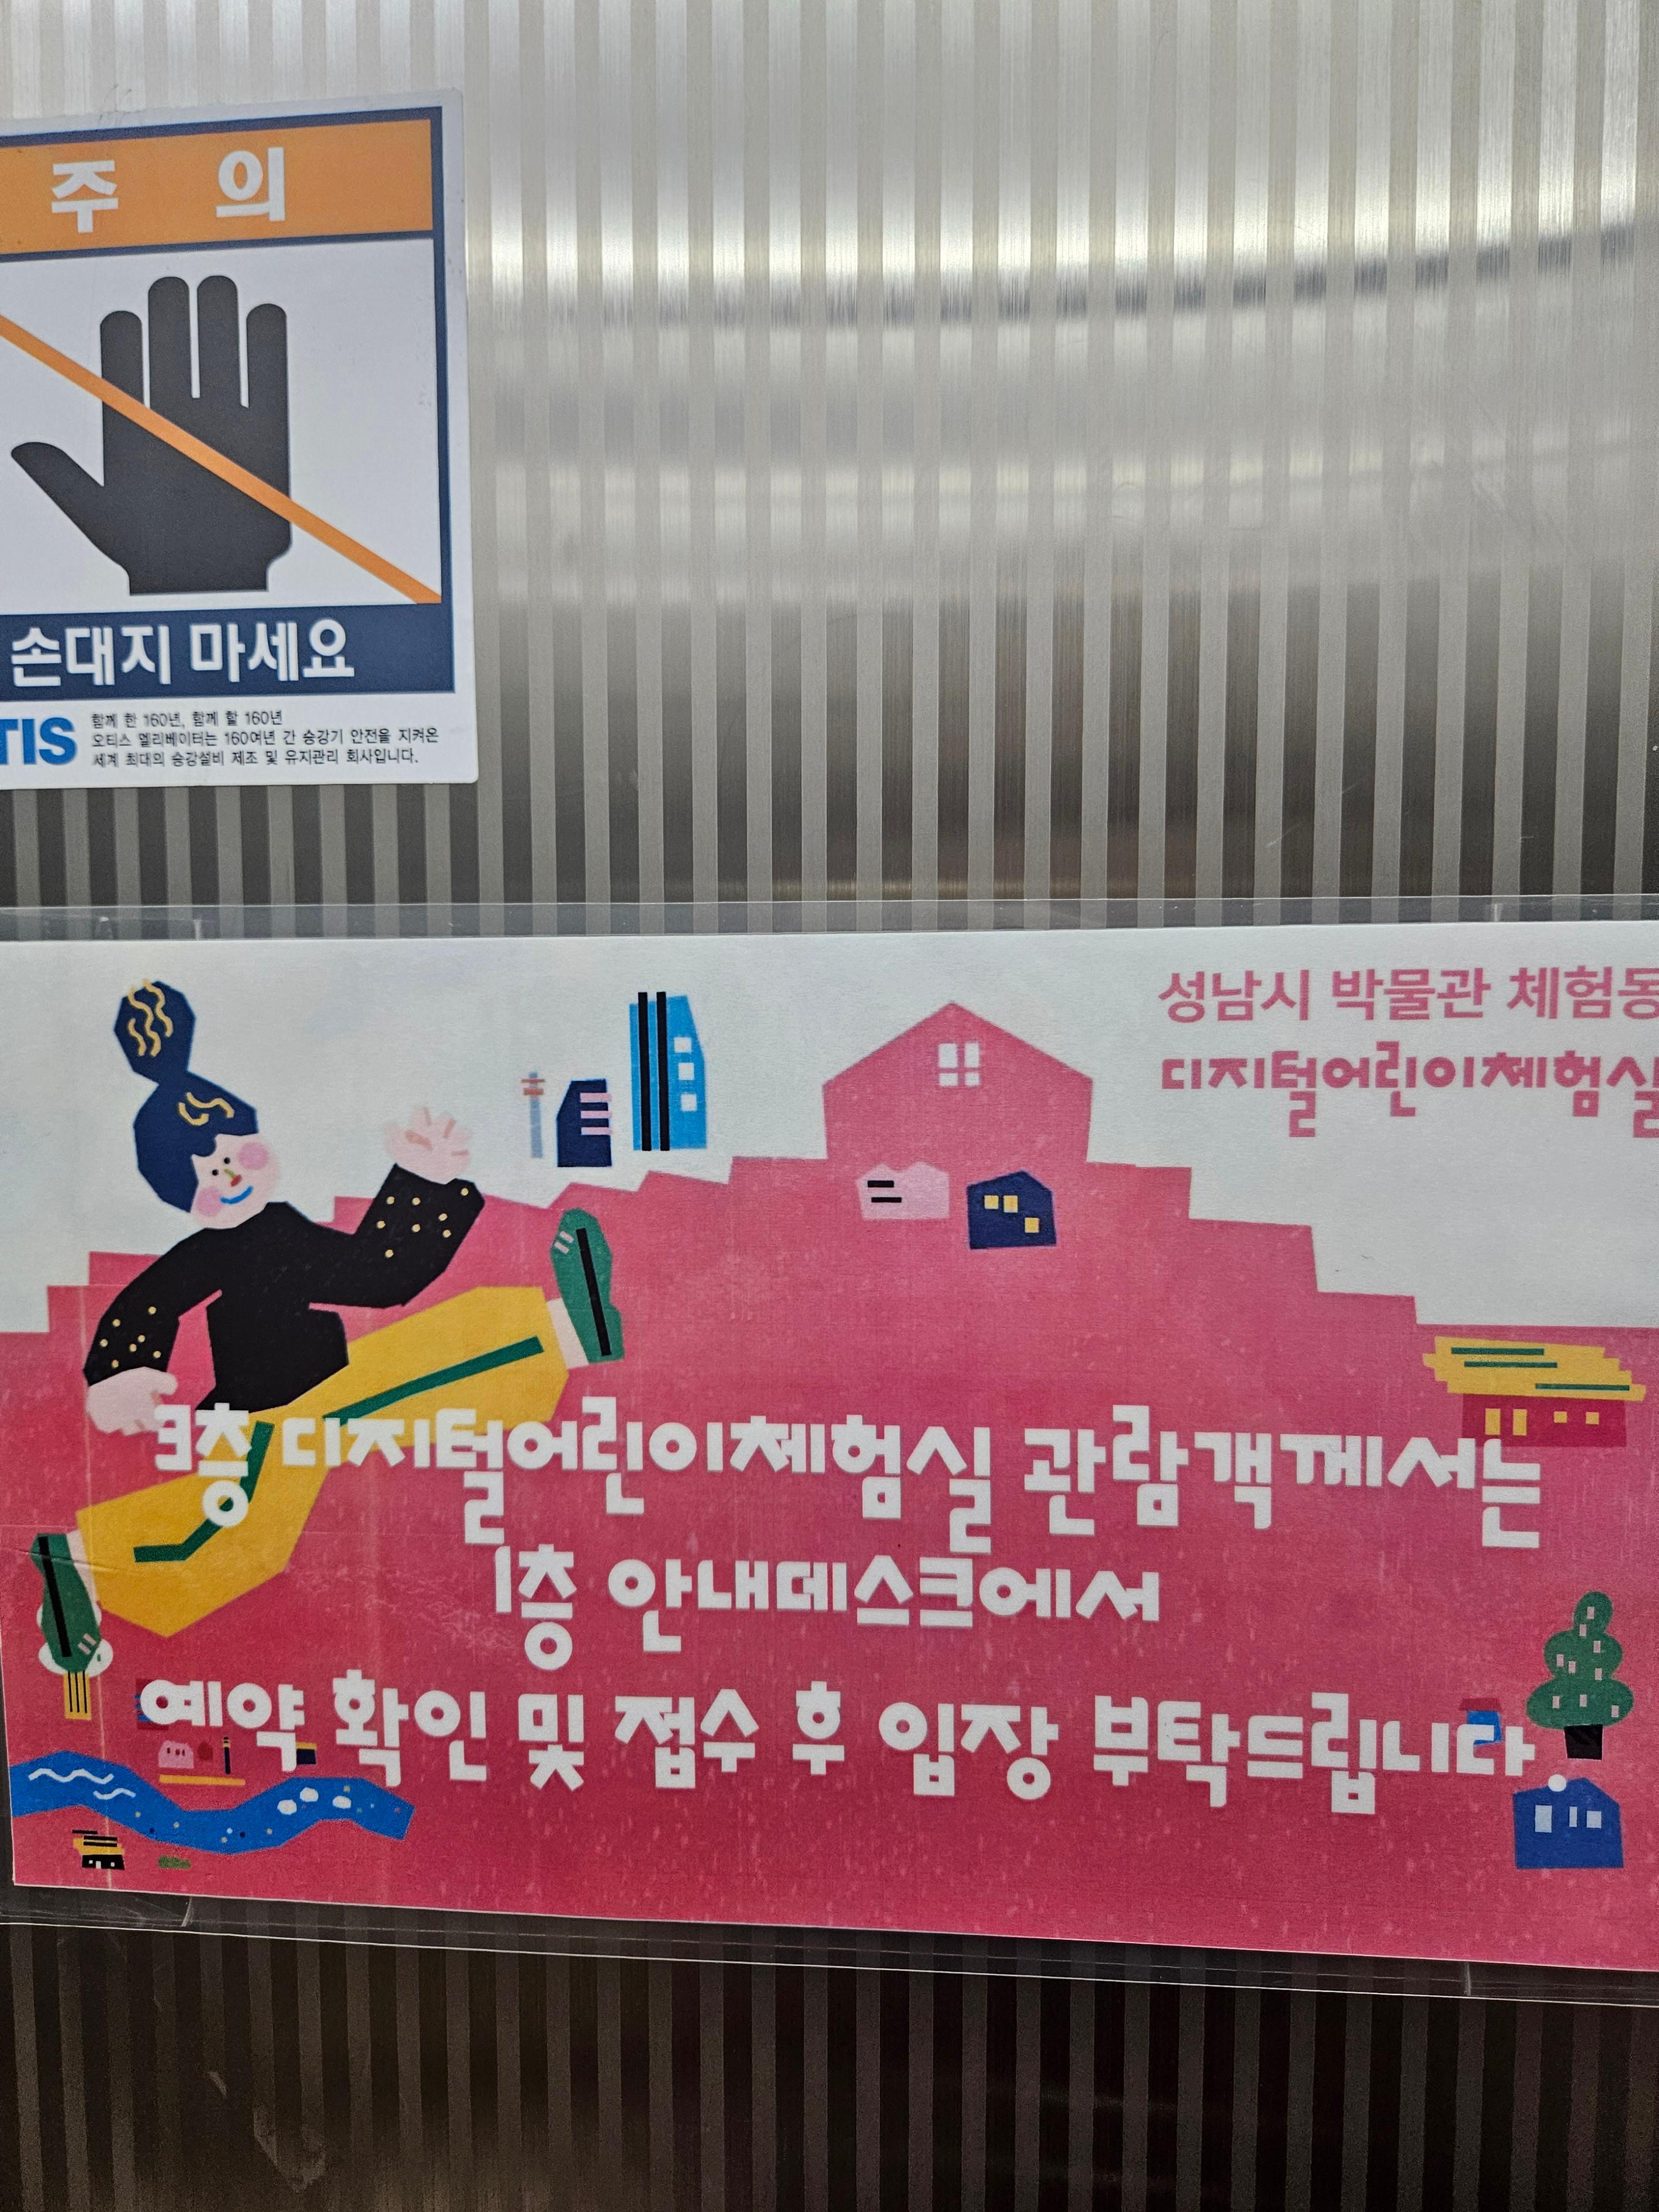 주 의
손대지 마세요
TIS
함께 한 160년, 함께 할 160년
오티스 엘리베이터는 160여년 간 승강기 안전을 지켜온
세계 최대의 승강설비 제조 및 유지관리 회사입니다.
성남시 박물관 체험동
디지털어린이체험실
3층 디지털어린이체험실 관람객께서는
1층 안내데스크에서
예약 확인 및 접수 후 입장 부탁드립니다.